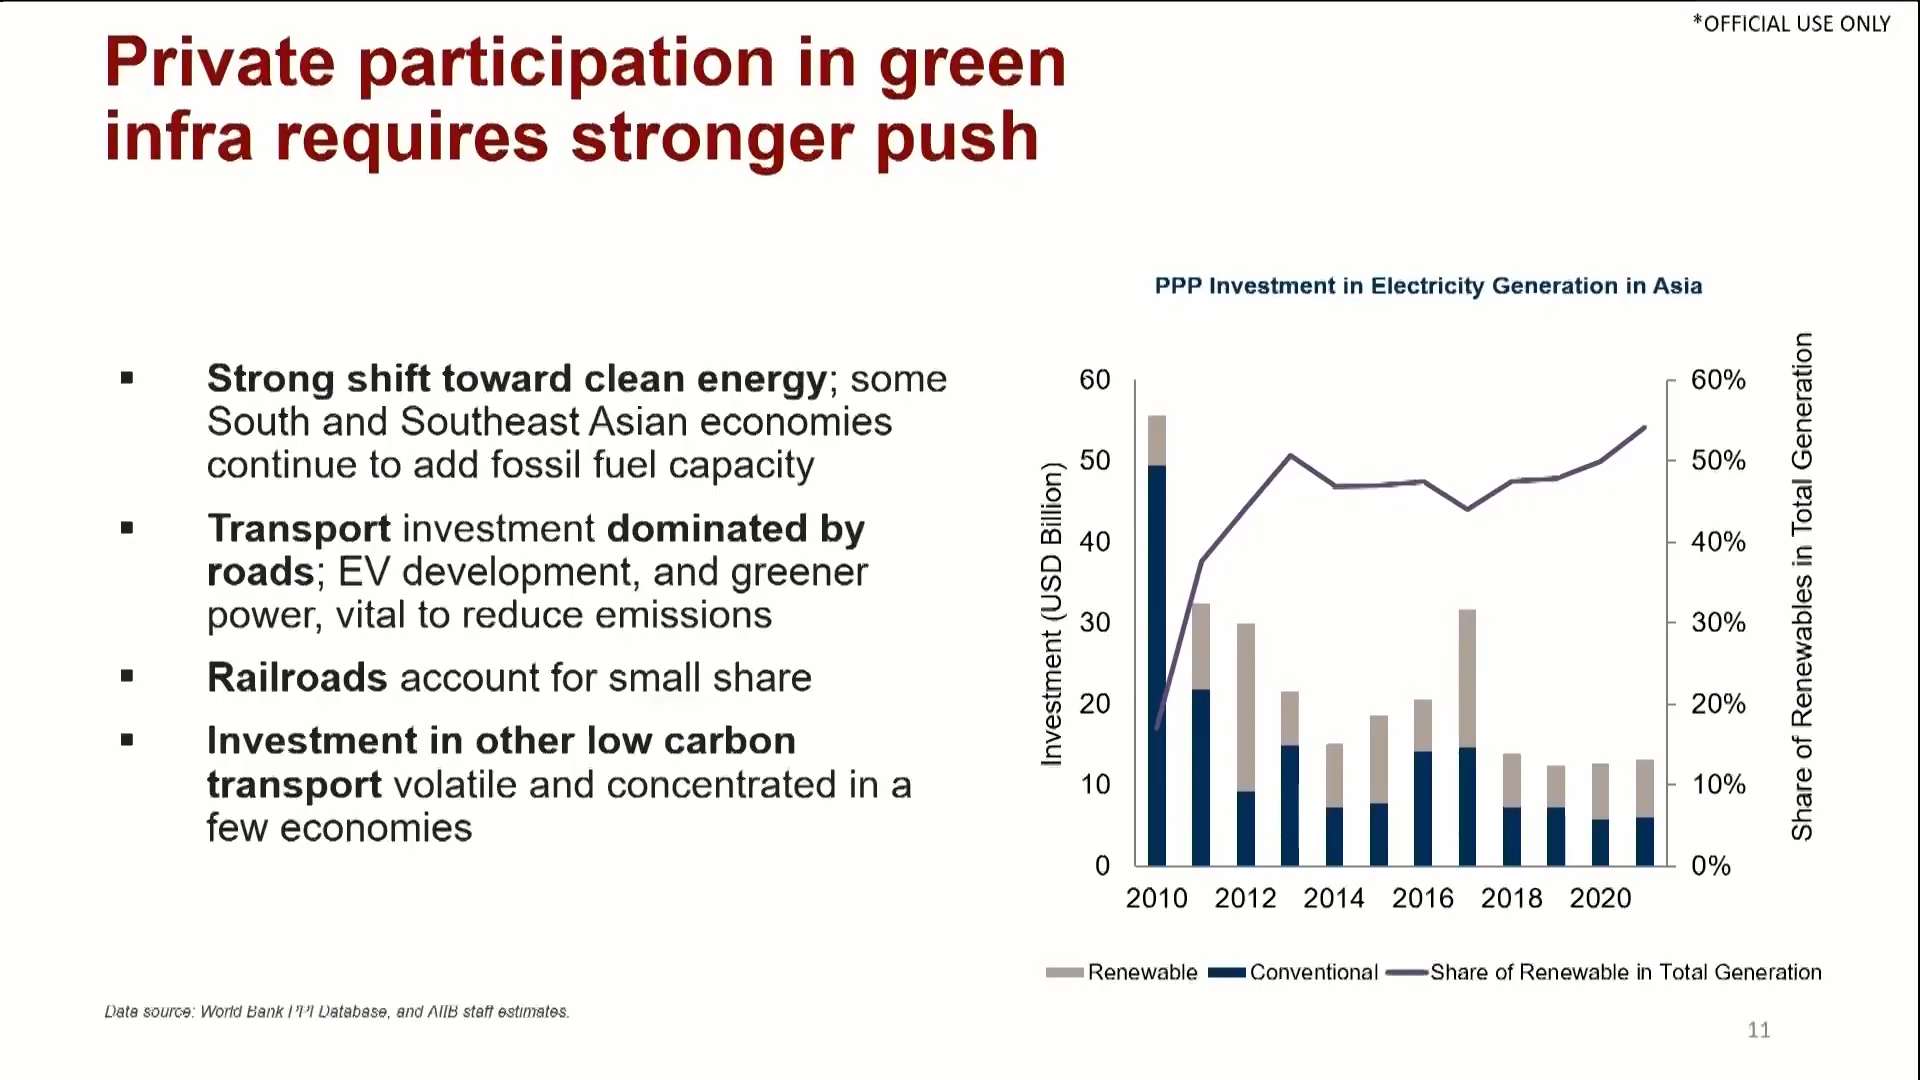 *OFFICIAL USE ONLY
Private participation in green
infra requires stronger push
▪ Strong shift toward clean energy; some
South and Southeast Asian economies
continue to add fossil fuel capacity
▪ Transport investment dominated by
roads; EV development, and greener
power, vital to reduce emissions
▪ Railroads account for small share
▪ Investment in other low carbon
transport volatile and concentrated in a
few economies
PPP Investment in Electricity Generation in Asia
Investment (USD Billion)
60
50
40
30
20
10
0
60%
50%
40%
30%
20%
10%
0%
Share of Renewables in Total Generation
2010 2012 2014 2016 2018 2020
Renewable Conventional Share of Renewable in Total Generation
Data source: World Bank PPI Database, and AIIB staff estimates.
11